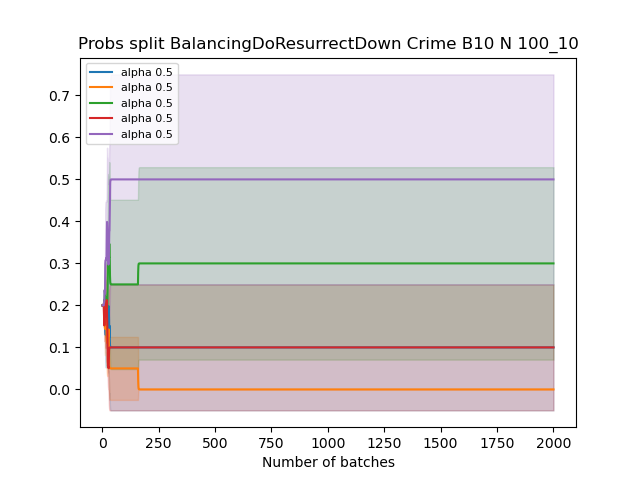 Probs split BalancingDoResurrectDown Crime B10 N 100_10
alpha 0.5
alpha 0.5
alpha 0.5
alpha 0.5
alpha 0.5
0.7
0.6
0.5
0.4
0.3
0.2
0.1
0.0
0 250 500 750 1000 1250 1500 1750 2000
Number of batches